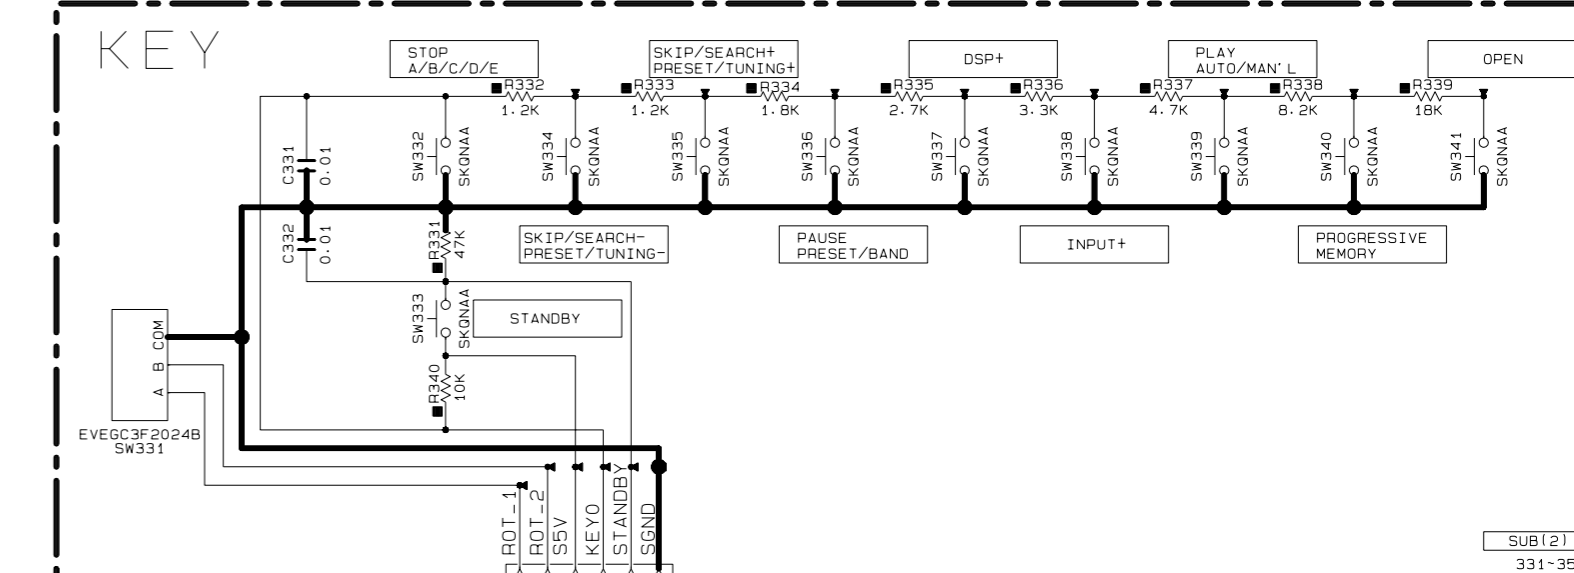 KEY
STOP
A/B/C/D/E
SKIP/SEARCH+
PRESET/TUNING+
DSP+
PLAY
AUTO/MAN'L
OPEN
R332
R333
R334
R335
R336
R337
R338
R339
1.2K
1.2K
1.8K
2.7K
3.3K
4.7K
8.2K
18K
C331
0.01
SW332
SKQNAA
SW334
SKQNAA
SW335
SKQNAA
SW336
SKQNAA
SW337
SKQNAA
SW338
SKQNAA
SW339
SKQNAA
SW340
SKQNAA
SW341
SKQNAA
C332
0.01
R331
47K
SKIP/SEARCH-
PRESET/TUNING-
PAUSE
PRESET/BAND
INPUT+
PROGRESSIVE
MEMORY
SW333
SKQNAA
STANDBY
COM
B
A
R340
10K
EVEGC3F2024B
SW331
ROT_1
ROT_2
S5V
KEY0
STANDBY
SGND
SUB(2)
331~35